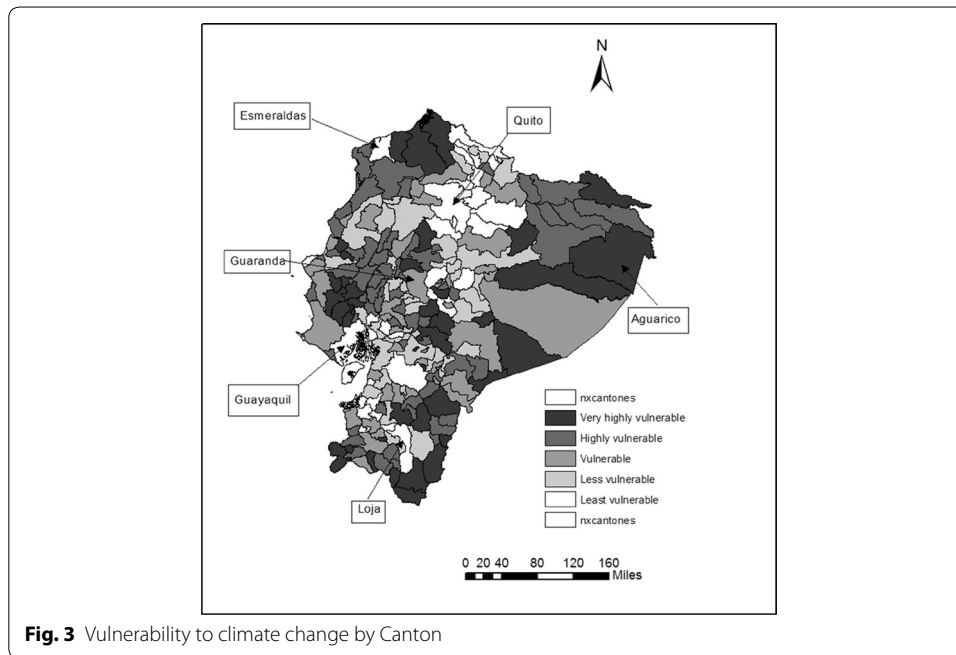 N
Esmeraldas
Quito
Guaranda
Aguarico
Guayaquil
Loja
nxcantones
Very highly vulnerable
Highly vulnerable
Vulnerable
Less vulnerable
Least vulnerable
nxcantones
0 20 40 80 120 160
Miles
Fig. 3 Vulnerability to climate change by Canton